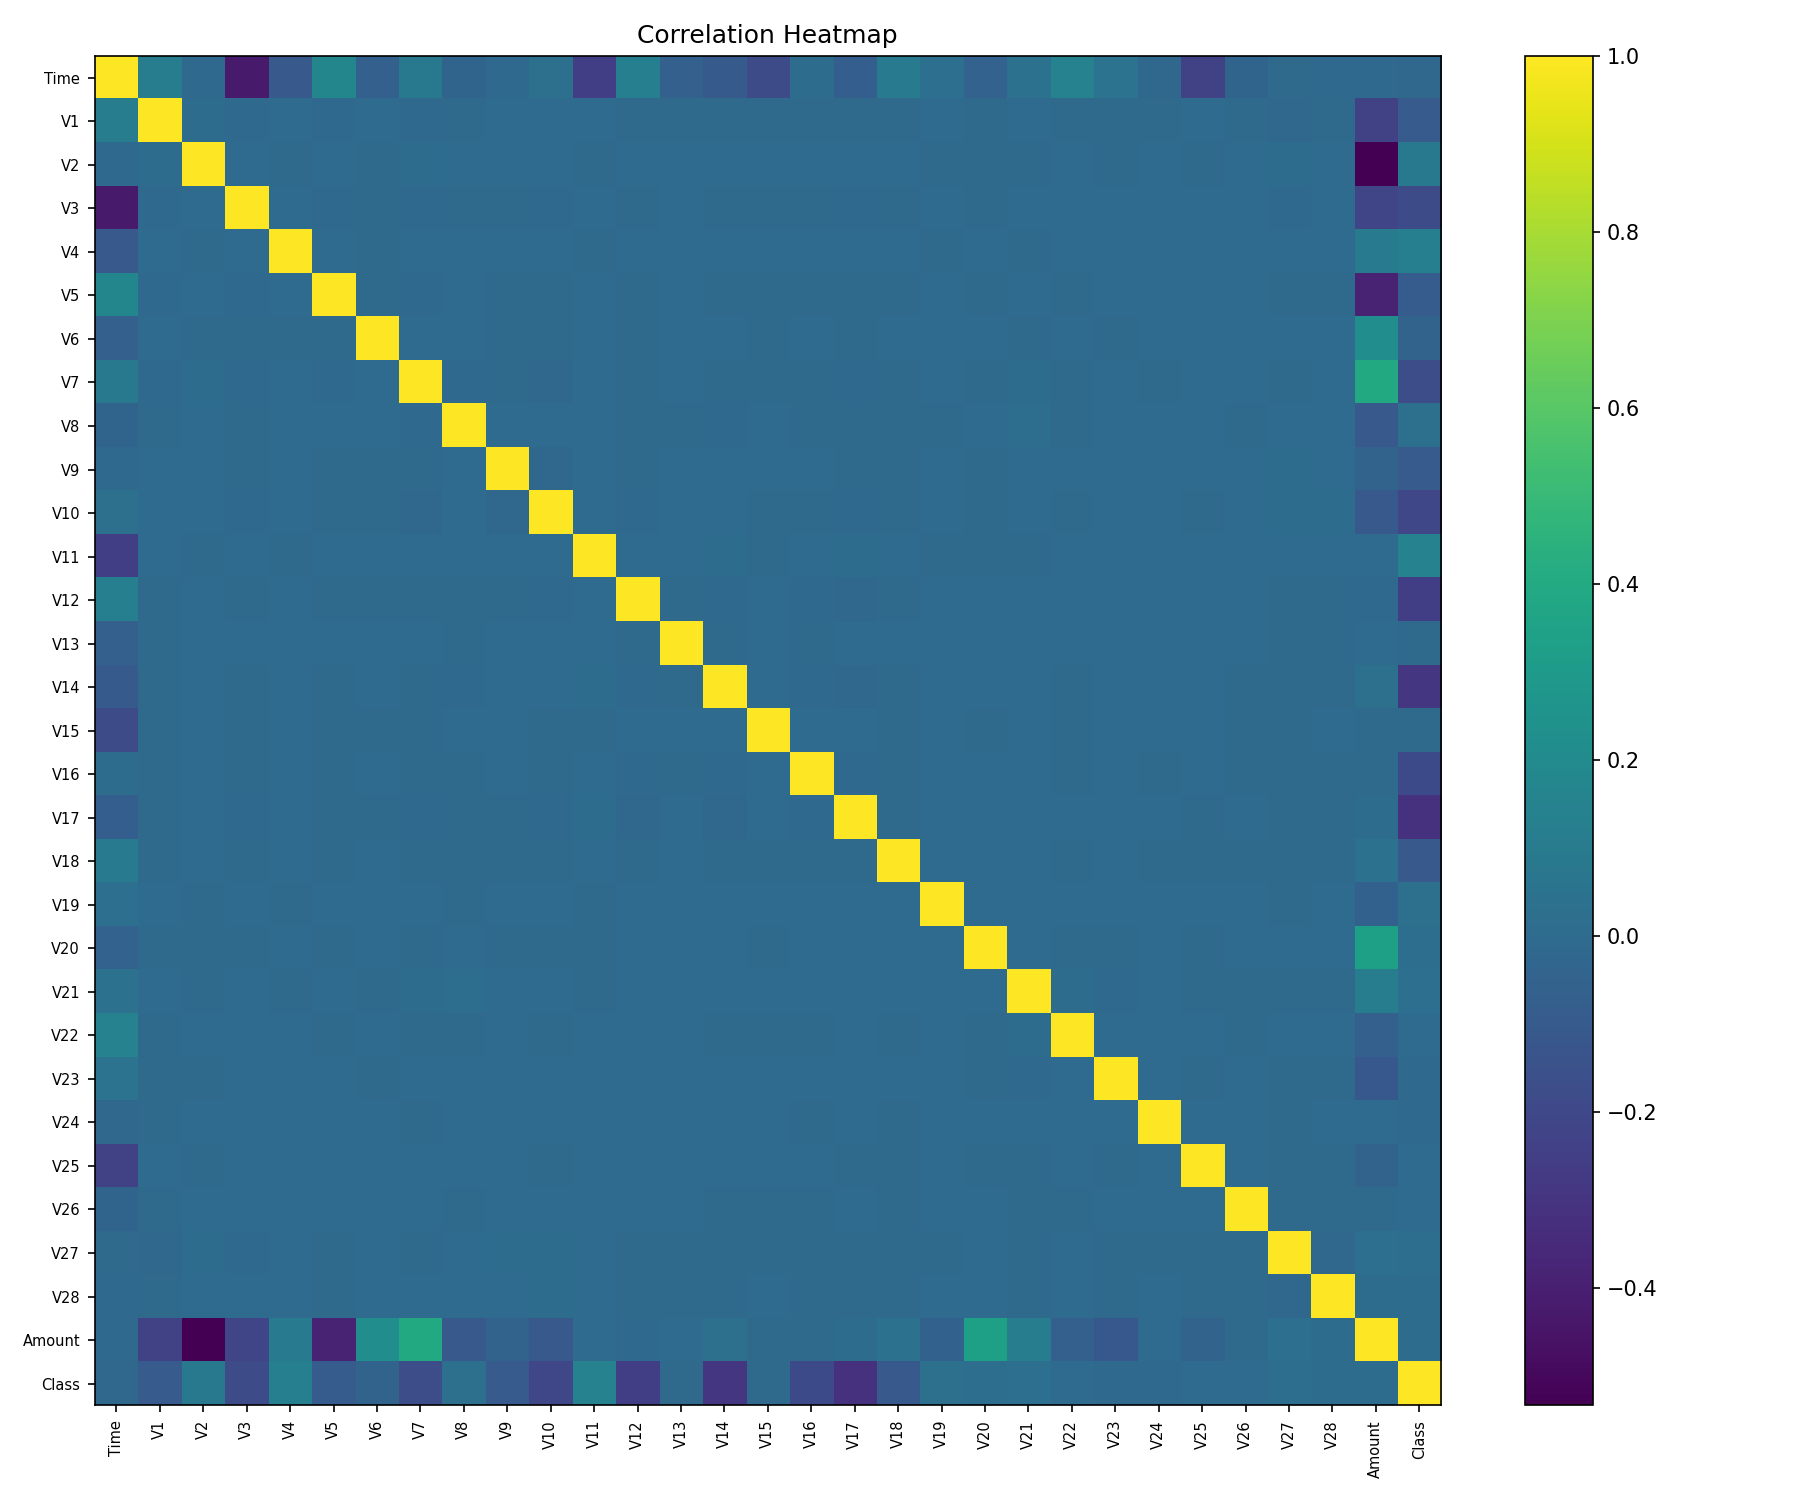 Correlation Heatmap
Time
V1
V2
V3
V4
V5
V6
V7
V8
V9
V10
V11
V12
V13
V14
V15
V16
V17
V18
V19
V20
V21
V22
V23
V24
V25
V26
V27
V28
Amount
Class
Time
V1
V2
V3
V4
V5
V6
V7
V8
V9
V10
V11
V12
V13
V14
V15
V16
V17
V18
V19
V20
V21
V22
V23
V24
V25
V26
V27
V28
Amount
Class
1.0
0.8
0.6
0.4
0.2
0.0
−0.2
−0.4